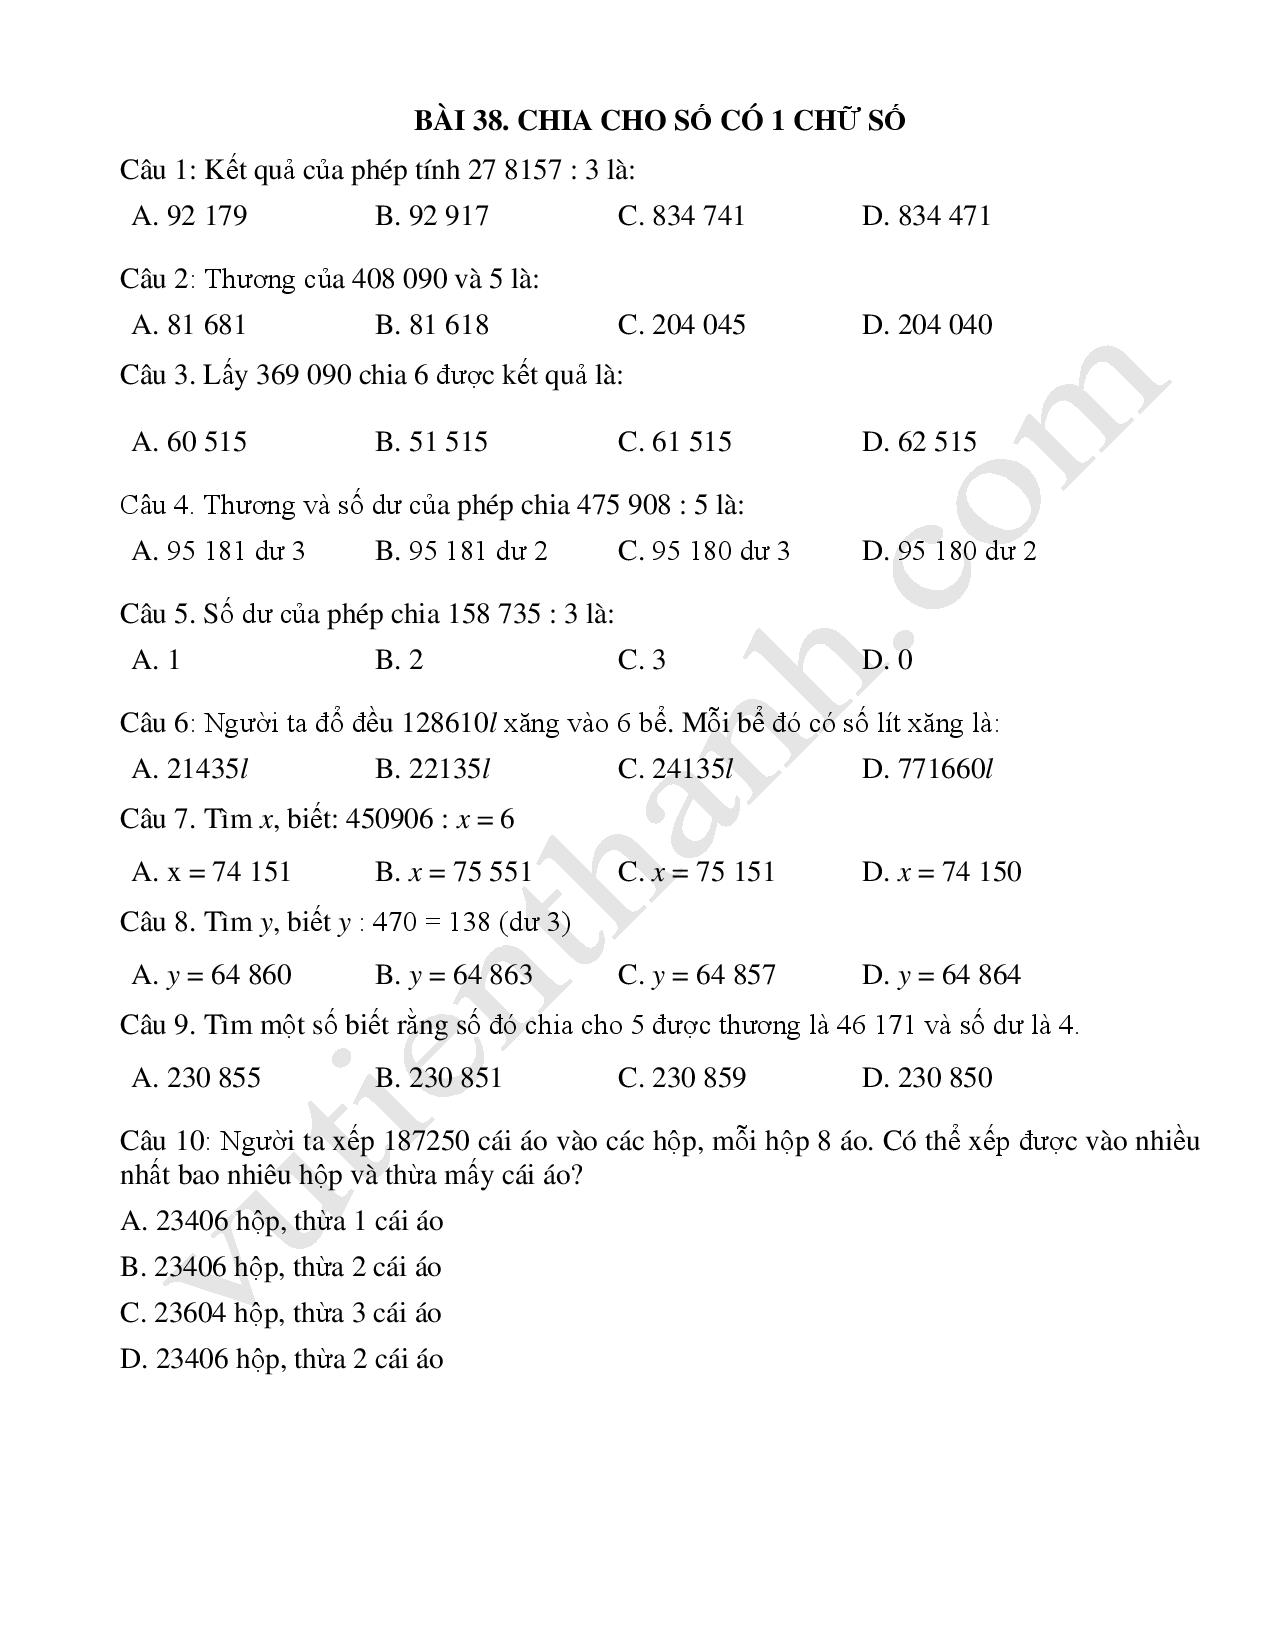 BÀI 38. CHIA CHO SỐ CÓ 1 CHỮ SỐ
Câu 1: Kết quả của phép tính 27 8157 : 3 là:
A. 92 179 B. 92 917 C. 834 741 D. 834 471
Câu 2: Thương của 408 090 và 5 là:
A. 81 681 B. 81 618 C. 204 045 D. 204 040
Câu 3. Lấy 369 090 chia 6 được kết quả là:
A. 60 515 B. 51 515 C. 61 515 D. 62 515
Câu 4. Thương và số dư của phép chia 475 908 : 5 là:
A. 95 181 dư 3 B. 95 181 dư 2 C. 95 180 dư 3 D. 95 180 dư 2
Câu 5. Số dư của phép chia 158 735 : 3 là:
A. 1 B. 2 C. 3 D. 0
Câu 6: Người ta đổ đều 128610l xăng vào 6 bể. Mỗi bể đó có số lít xăng là:
A. 21435l B. 22135l C. 24135l D. 771660l
Câu 7. Tìm x, biết: 450906 : x = 6
A. x = 74 151 B. x = 75 551 C. x = 75 151 D. x = 74 150
Câu 8. Tìm y, biết y : 470 = 138 (dư 3)
A. y = 64 860 B. y = 64 863 C. y = 64 857 D. y = 64 864
Câu 9. Tìm một số biết rằng số đó chia cho 5 được thương là 46 171 và số dư là 4.
A. 230 855 B. 230 851 C. 230 859 D. 230 850
Câu 10: Người ta xếp 187250 cái áo vào các hộp, mỗi hộp 8 áo. Có thể xếp được vào nhiều
nhất bao nhiêu hộp và thừa mấy cái áo?
A. 23406 hộp, thừa 1 cái áo
B. 23406 hộp, thừa 2 cái áo
C. 23604 hộp, thừa 3 cái áo
D. 23406 hộp, thừa 2 cái áo
vutienthanh.com